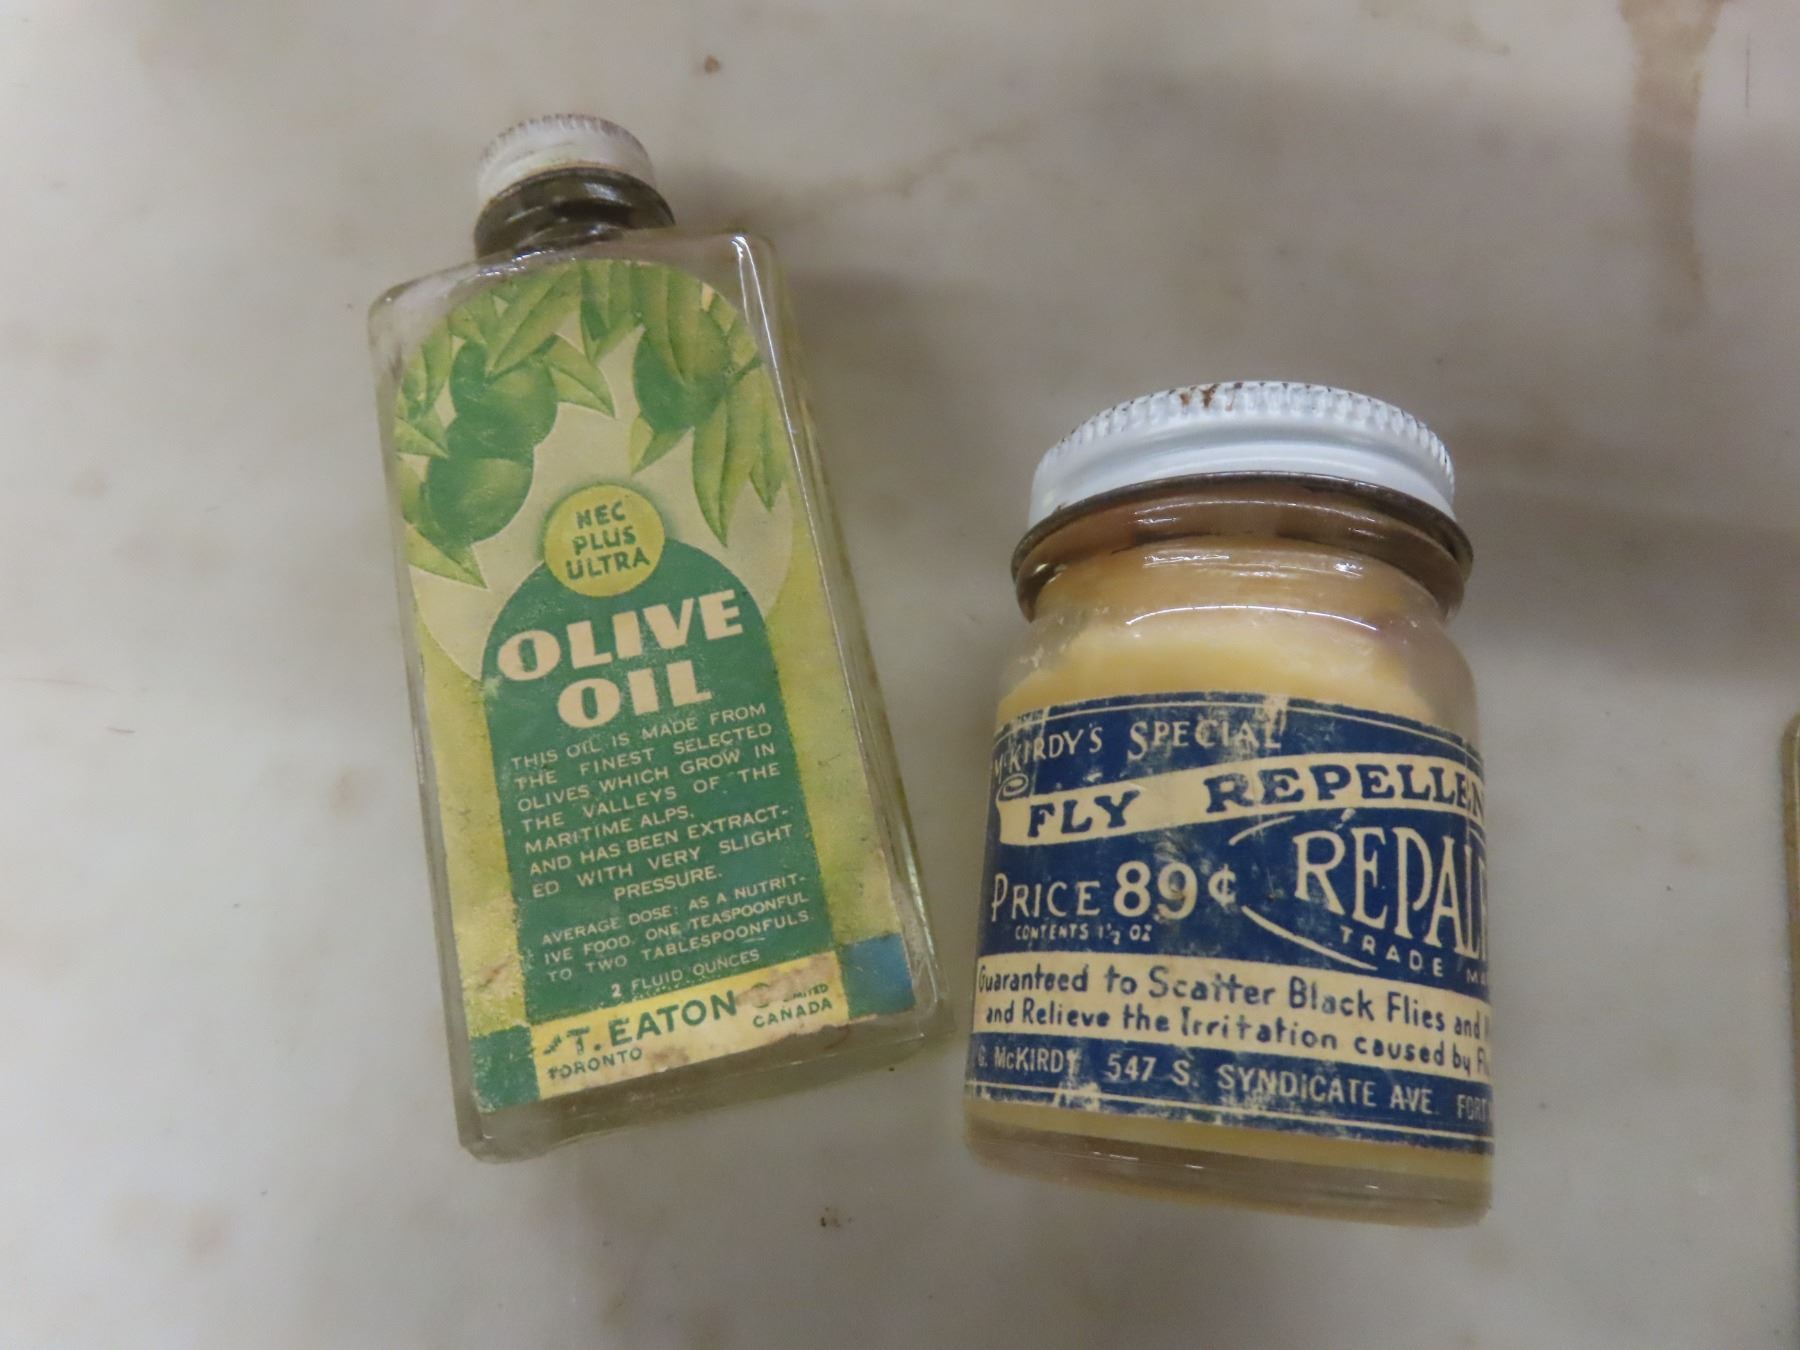 NEC
PLUS
ULTRA
OLIVE
OIL
THIS OIL IS MADE FROM
THE FINEST SELECTED
OLIVES WHICH GROW IN
THE VALLEYS OF THE
MARITIME ALPS.
AND HAS BEEN EXTRACT-
ED WITH VERY SLIGHT
PRESSURE.
AVERAGE DOSE: AS A NUTRIT-
IVE FOOD, ONE TEASPOONFUL
TO TWO TABLESPOONFULS
2 FLUID OUNCES
T. EATON LIMITED
TORONTO CANADA
McKIRDY'S SPECIAL
FLY REPELLEN
REPAL
PRICE 89¢
CONTENTS 1½ OZ
TRADE MA
Guaranteed to Scatter Black Flies and
and Relieve the Irritation caused by
G. McKIRDY 547 S. SYNDICATE AVE. FORT